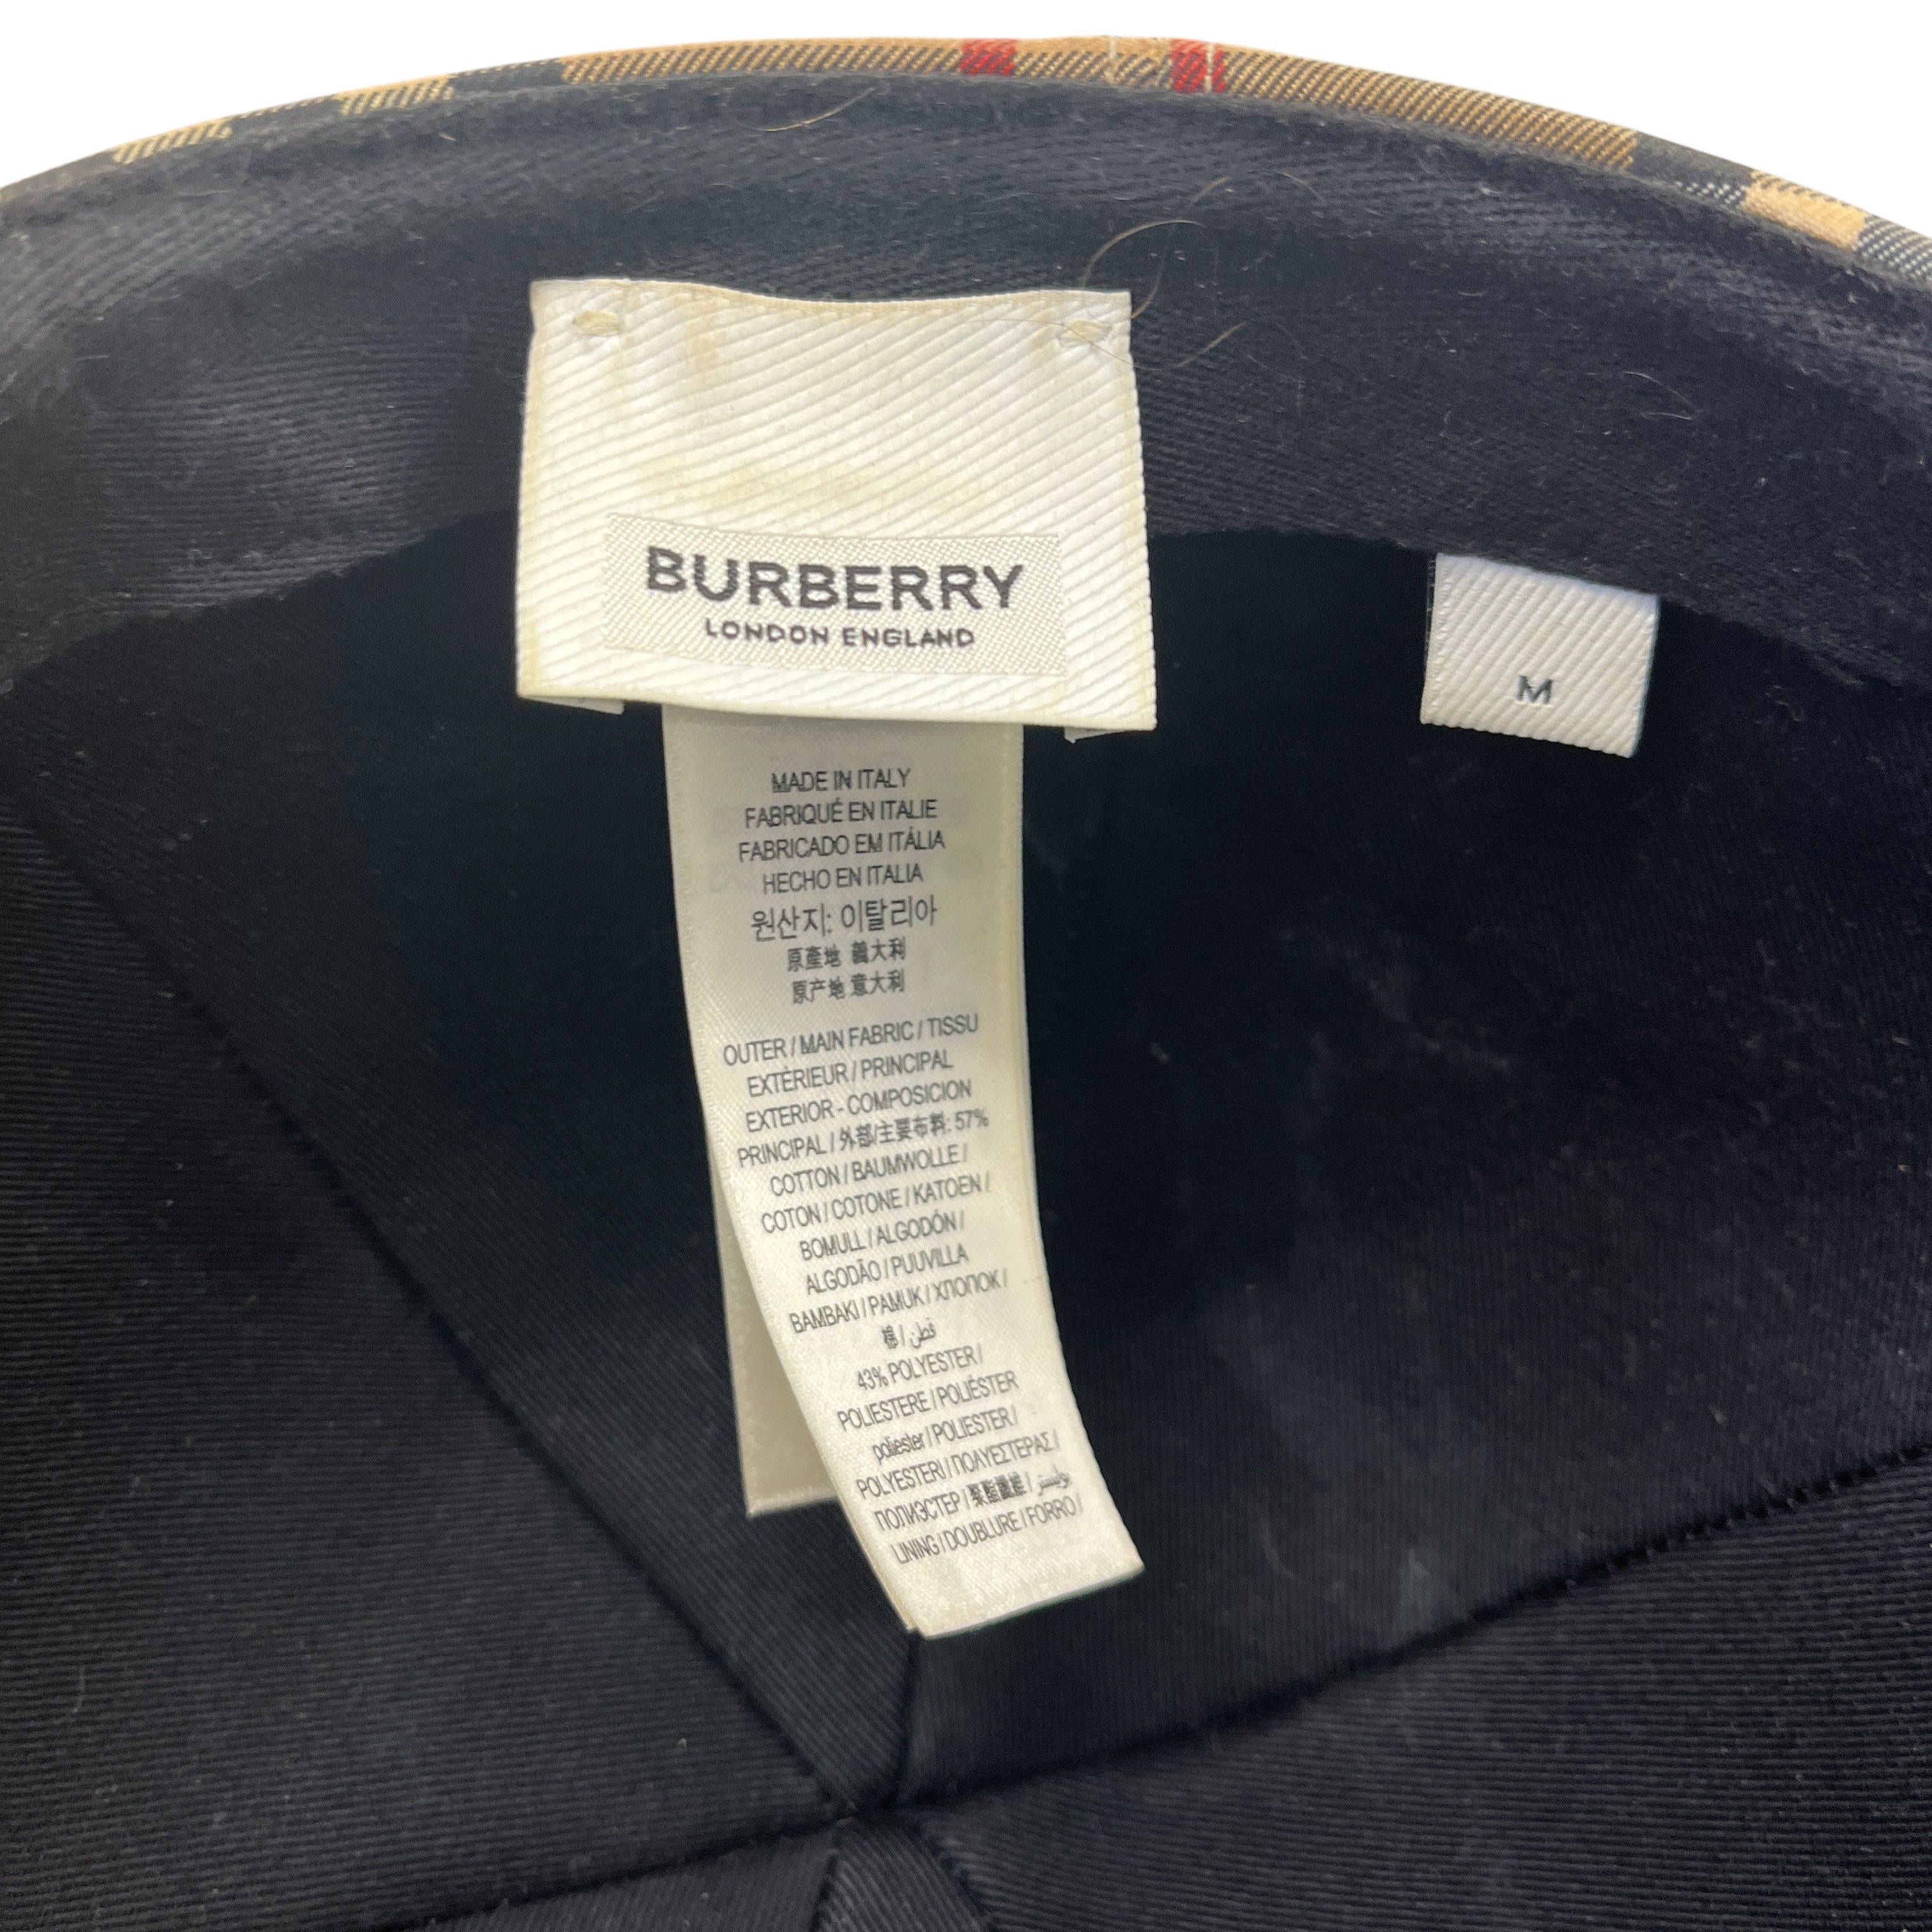 BURBERRY
LONDON ENGLAND
M
MADE IN ITALY
FABRIQUÉ EN ITALIE
FABRICADO EM ITÁLIA
HECHO EN ITALIA
원산지: 이탈리아
原產地 義大利
原产地 意大利
OUTER / MAIN FABRIC / TISSU
EXTÉRIEUR / PRINCIPAL
EXTERIOR - COMPOSICION
PRINCIPAL / 外部/主要布料: 57%
COTTON / BAUMWOLLE /
COTON / COTONE / KATOEN /
BOMULL / ALGODÓN /
ALGODÃO / PUUVILLA
BAMBAKI / PAMUK / ХЛОПОК /
棉 / قطن
43% POLYESTER /
POLIESTERE / POLIÉSTER
poliester / POLIESTER /
POLYESTERI / ΠΟΛΥΕΣΤΕΡΑΣ /
ПОЛИЭСТЕР / 聚酯纖維 / بوليستر
LINING / DOUBLURE / FORRO /